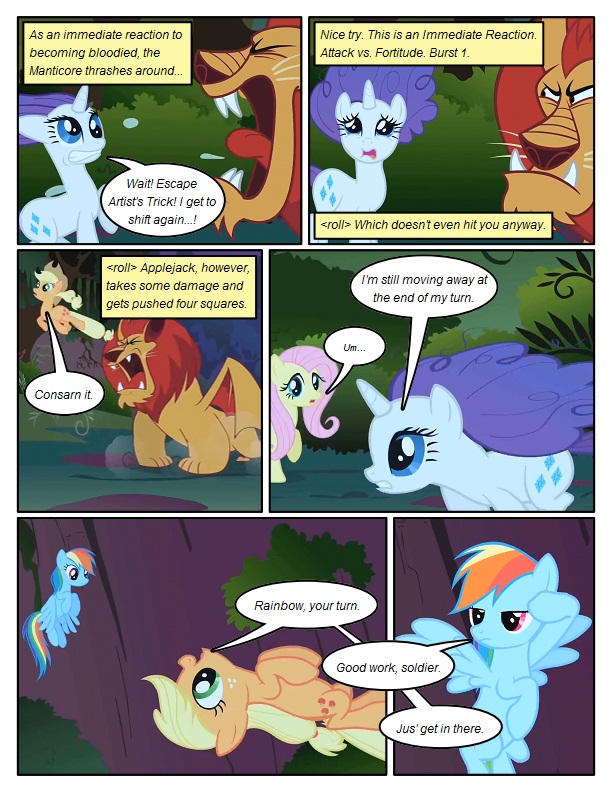 As an immediate reaction to
becoming bloodied, the
Manticore thrashes around...
Wait! Escape
Artist's Trick! I get to
shift again...!
Nice try. This is an Immediate Reaction.
Attack vs. Fortitude. Burst 1.
<roll> Which doesn't even hit you anyway.
<roll> Applejack, however,
takes some damage and
gets pushed four squares.
Consarn it.
I'm still moving away at
the end of my turn.
Um...
Rainbow, your turn.
Good work, soldier.
Jus' get in there.